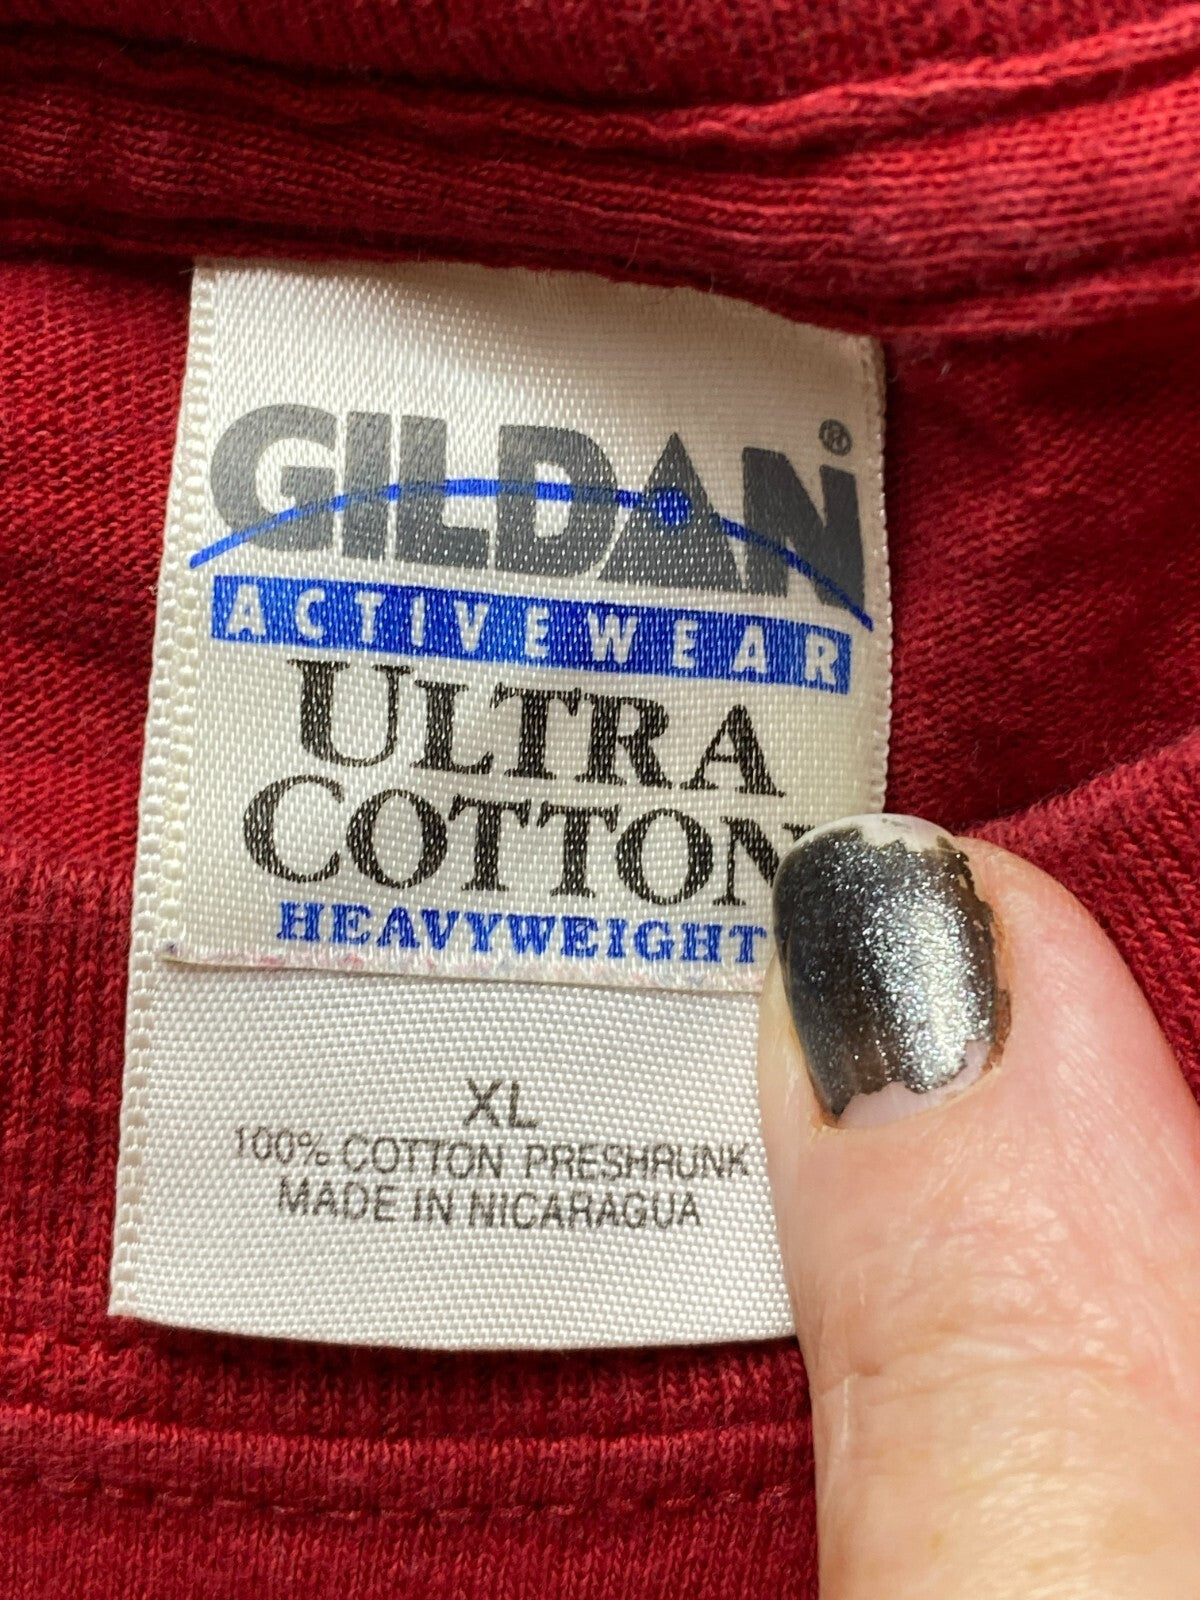 GILDAN®
ACTIVEWEAR
ULTRA
COTTON
HEAVYWEIGHT
XL
100% COTTON PRESHRUNK
MADE IN NICARAGUA